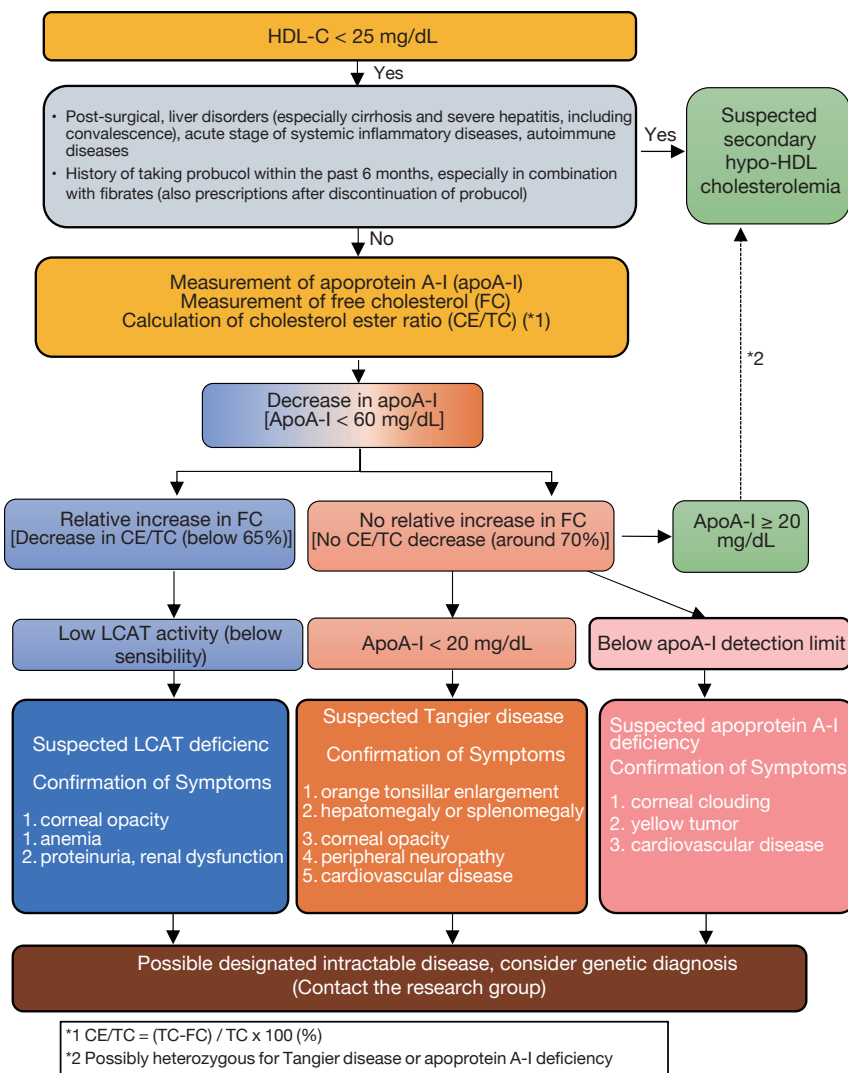 HDL-C < 25 mg/dL
Yes
• Post-surgical, liver disorders (especially cirrhosis and severe hepatitis, including
convalescence), acute stage of systemic inflammatory diseases, autoimmune
diseases
• History of taking probucol within the past 6 months, especially in combination
with fibrates (also prescriptions after discontinuation of probucol)
Yes
Suspected
secondary
hypo-HDL
cholesterolemia
No
Measurement of apoprotein A-I (apoA-I)
Measurement of free cholesterol (FC)
Calculation of cholesterol ester ratio (CE/TC) (*1)
*2
Decrease in apoA-I
[ApoA-I < 60 mg/dL]
Relative increase in FC
[Decrease in CE/TC (below 65%)]
No relative increase in FC
[No CE/TC decrease (around 70%)]
ApoA-I ≥ 20
mg/dL
Low LCAT activity (below
sensibility)
ApoA-I < 20 mg/dL
Below apoA-I detection limit
Suspected LCAT deficienc
Confirmation of Symptoms
1. corneal opacity
1. anemia
2. proteinuria, renal dysfunction
Suspected Tangier disease
Confirmation of Symptoms
1. orange tonsillar enlargement
2. hepatomegaly or splenomegaly
3. corneal opacity
4. peripheral neuropathy
5. cardiovascular disease
Suspected apoprotein A-I
deficiency
Confirmation of Symptoms
1. corneal clouding
2. yellow tumor
3. cardiovascular disease
Possible designated intractable disease, consider genetic diagnosis
(Contact the research group)
*1 CE/TC = (TC-FC) / TC x 100 (%)
*2 Possibly heterozygous for Tangier disease or apoprotein A-I deficiency